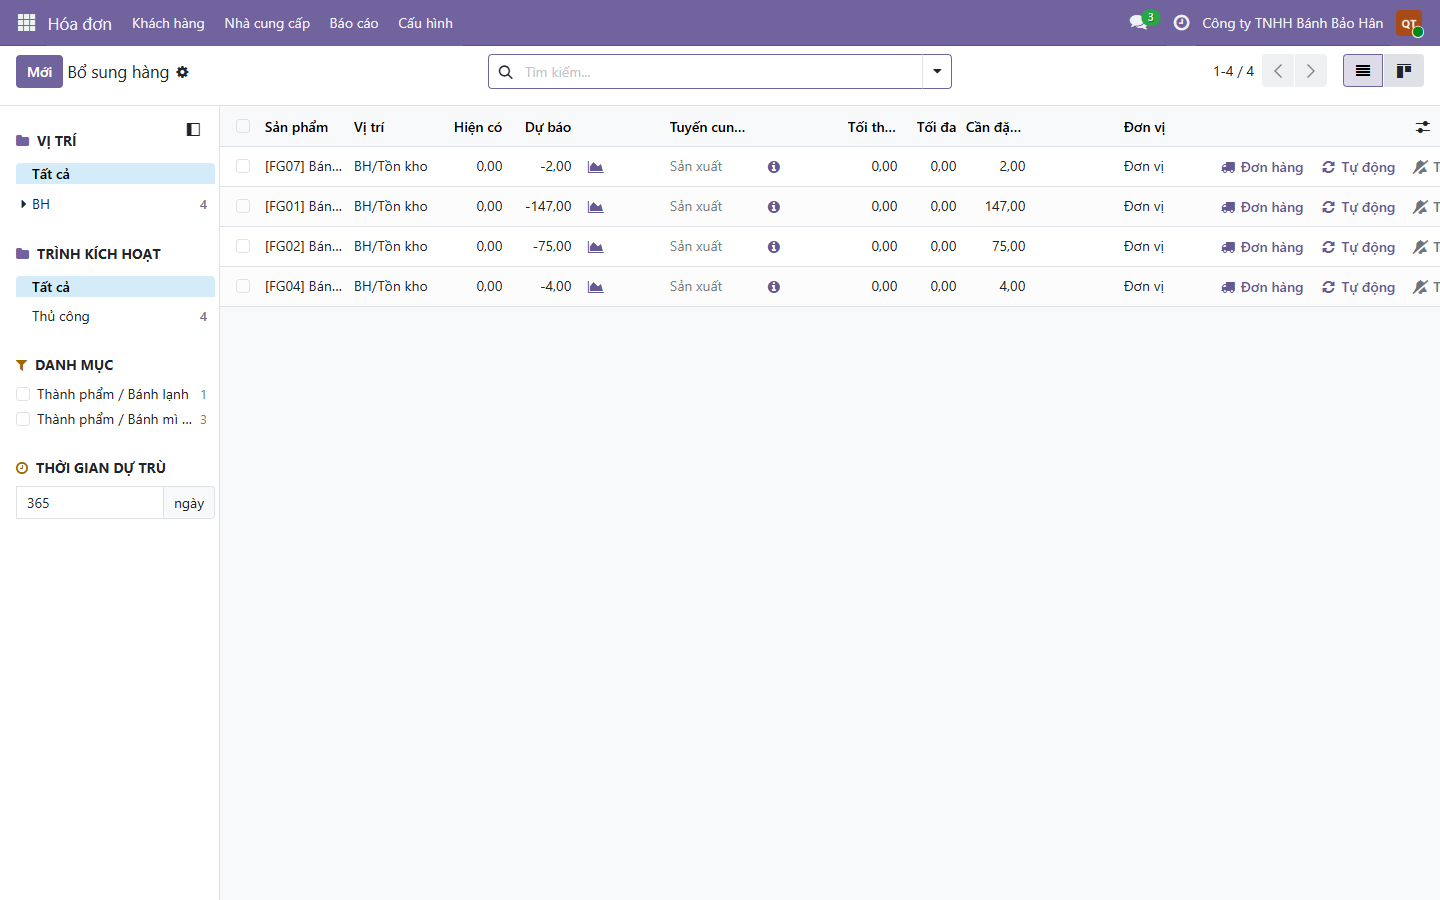 Hóa đơn Khách hàng Nhà cung cấp Báo cáo Cấu hình 3 Công ty TNHH Bánh Bảo Hân QT
Mới Bổ sung hàng Tìm kiếm... 1-4 / 4
VỊ TRÍ
Tất cả
BH 4
TRÌNH KÍCH HOẠT
Tất cả
Thủ công 4
DANH MỤC
Thành phẩm / Bánh lạnh 1
Thành phẩm / Bánh mì ... 3
THỜI GIAN DỰ TRÙ
365 ngày
Sản phẩm Vị trí Hiện có Dự báo Tuyến cun... Tối th... Tối đa Cần đặ... Đơn vị
[FG07] Bán... BH/Tồn kho 0,00 -2,00 Sản xuất 0,00 0,00 2,00 Đơn vị Đơn hàng Tự động T
[FG01] Bán... BH/Tồn kho 0,00 -147,00 Sản xuất 0,00 0,00 147,00 Đơn vị Đơn hàng Tự động T
[FG02] Bán... BH/Tồn kho 0,00 -75,00 Sản xuất 0,00 0,00 75,00 Đơn vị Đơn hàng Tự động T
[FG04] Bán... BH/Tồn kho 0,00 -4,00 Sản xuất 0,00 0,00 4,00 Đơn vị Đơn hàng Tự động T